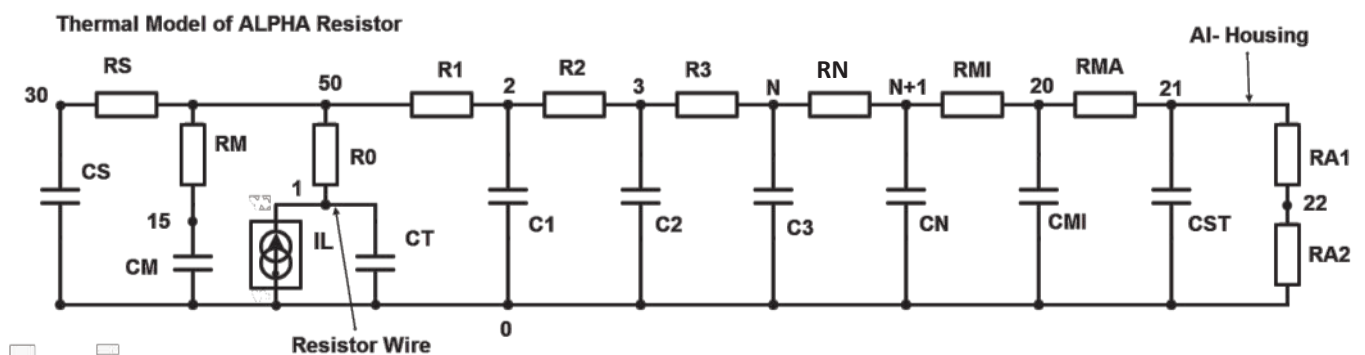 Thermal Model of ALPHA Resistor
Al- Housing
30
RS
50
R1
2
R2
3
R3
N
RN
N+1
RMI
20
RMA
21
CS
RM
R0
1
15
CM
IL
CT
C1
C2
C3
CN
CMI
CST
RA1
22
RA2
0
Resistor Wire